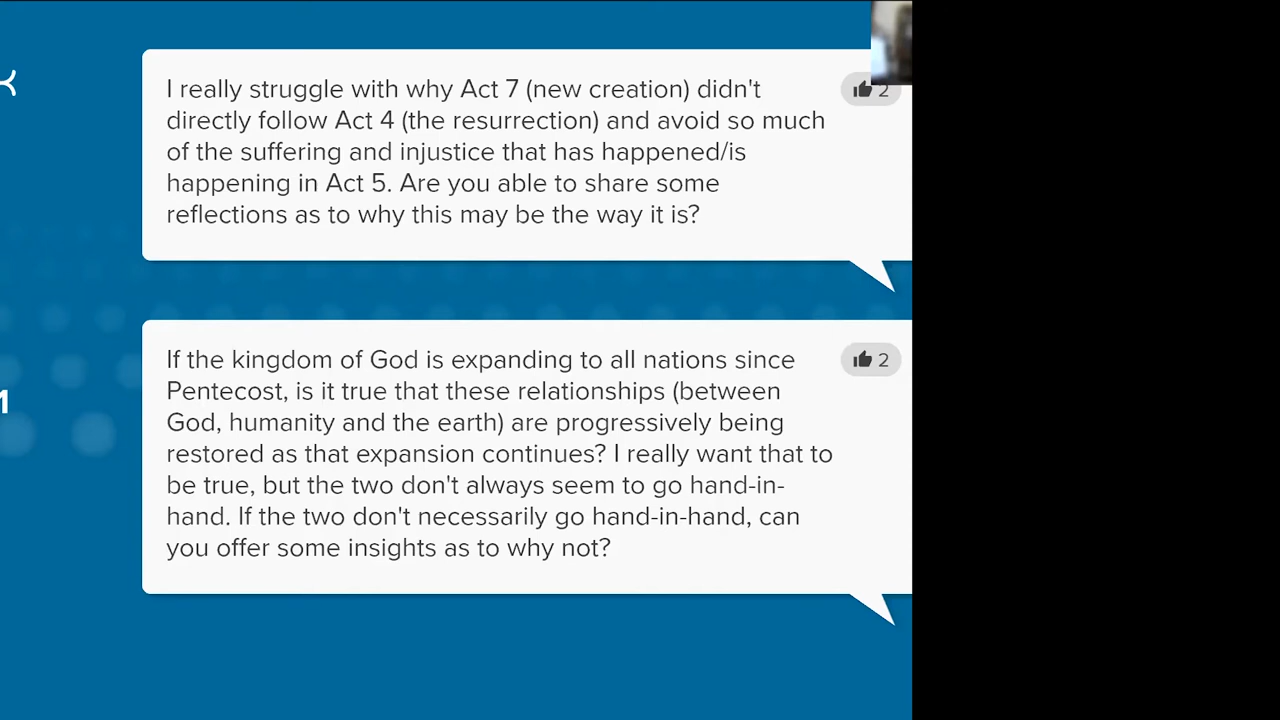 I really struggle with why Act 7 (new creation) didn't
directly follow Act 4 (the resurrection) and avoid so much
of the suffering and injustice that has happened/is
happening in Act 5. Are you able to share some
reflections as to why this may be the way it is?
2
If the kingdom of God is expanding to all nations since
Pentecost, is it true that these relationships (between
God, humanity and the earth) are progressively being
restored as that expansion continues? I really want that to
be true, but the two don't always seem to go hand-in-
hand. If the two don't necessarily go hand-in-hand, can
you offer some insights as to why not?
2